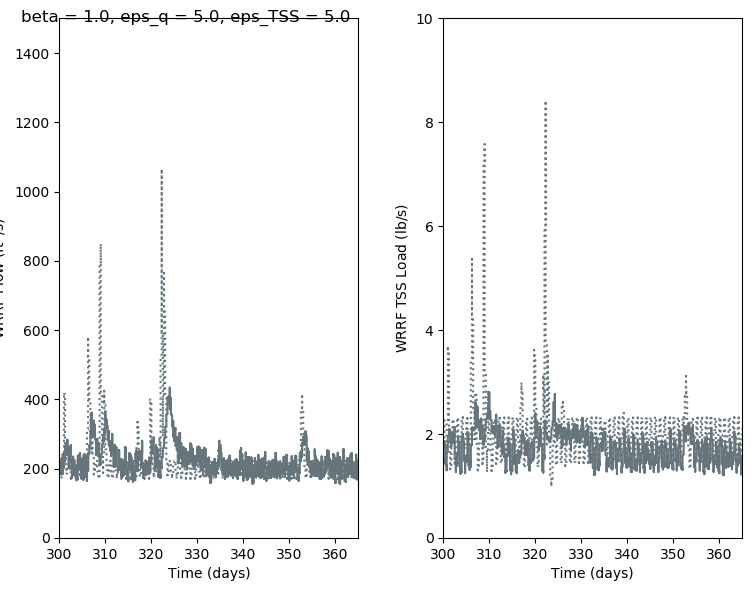 beta = 1.0, eps_q = 5.0, eps_TSS = 5.0
1400
1200
1000
800
600
400
200
0
300 310 320 330 340 350 360
Time (days)
10
8
6
4
2
0
WRRF TSS Load (lb/s)
300 310 320 330 340 350 360
Time (days)